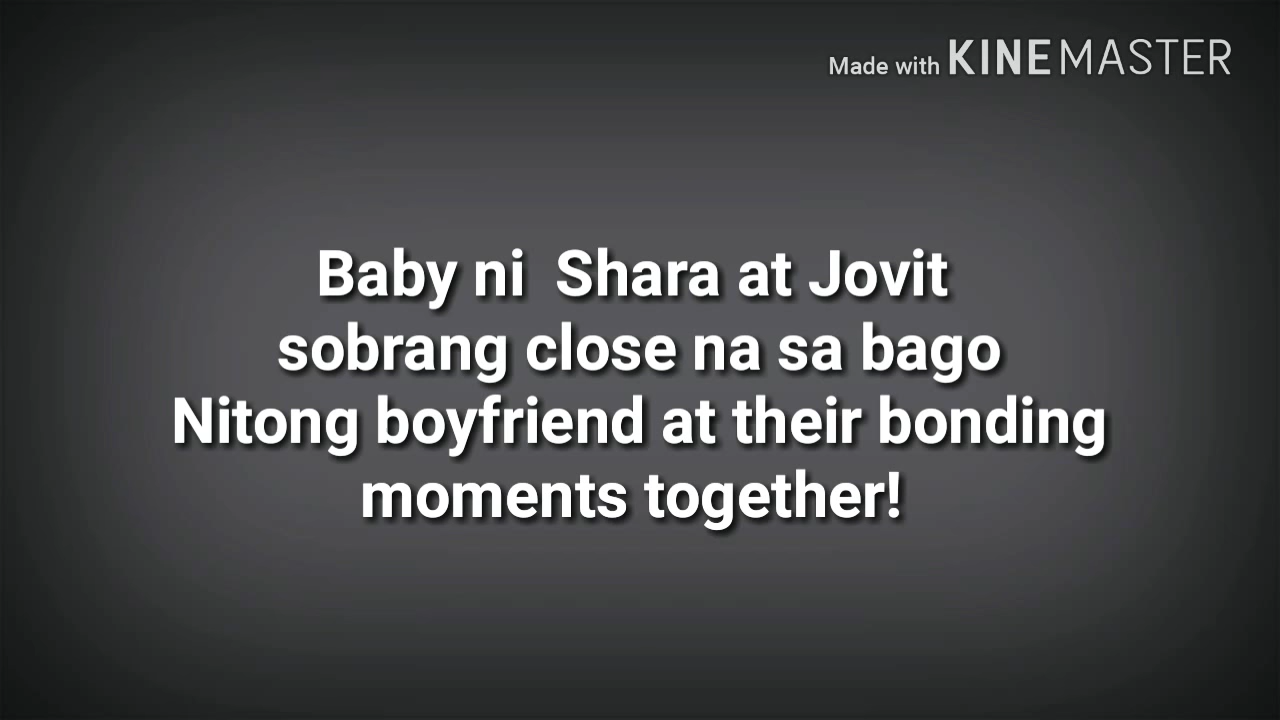 Made with KINEMASTER
Baby ni Shara at Jovit
sobrang close na sa bago
Nitong boyfriend at their bonding
moments together!